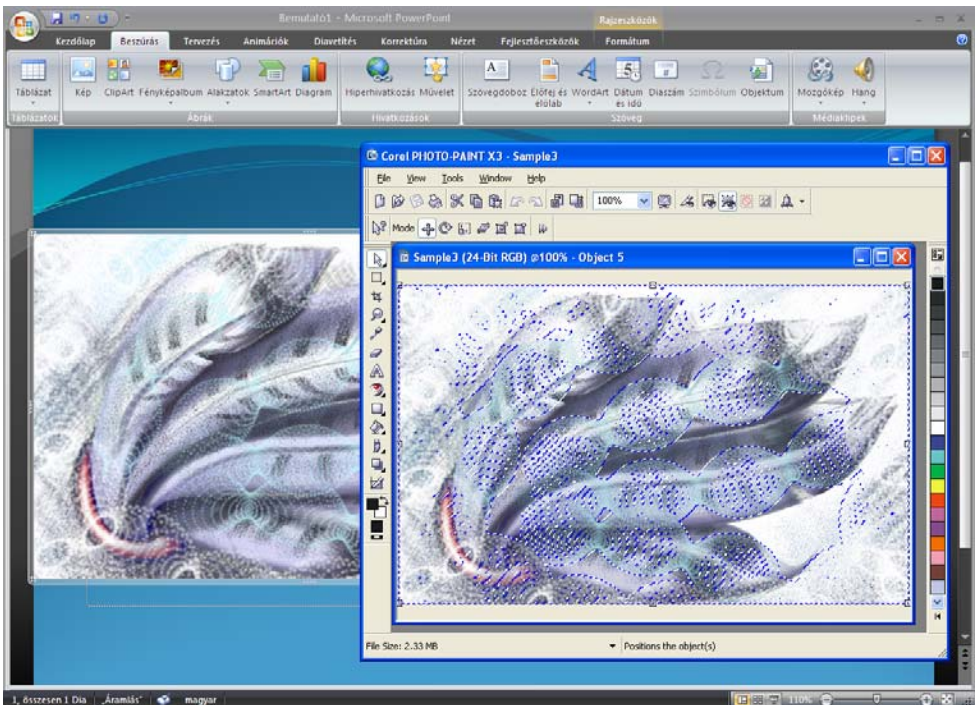 Bemutató1 - Microsoft PowerPoint
Rajzeszközök
Kezdőlap Beszúrás Tervezés Animációk Diavetítés Korrektúra Nézet Fejlesztőeszközök Formátum
Táblázat Kép ClipArt Fényképalbum Alakzatok SmartArt Diagram Hiperhivatkozás Művelet Szövegdoboz Élőfej és élőláb WordArt Dátum és idő Diaszám Szimbólum Objektum Mozgókép Hang
Táblázatok Ábrák Hivatkozások Szöveg Médiaklipek
Corel PHOTO-PAINT X3 - Sample3
File View Tools Window Help
100%
Mode
Sample3 (24-Bit RGB) @100% - Object 5
File Size: 2.33 MB Positions the object(s)
1, összesen 1 Dia „Áramlás” magyar 110%